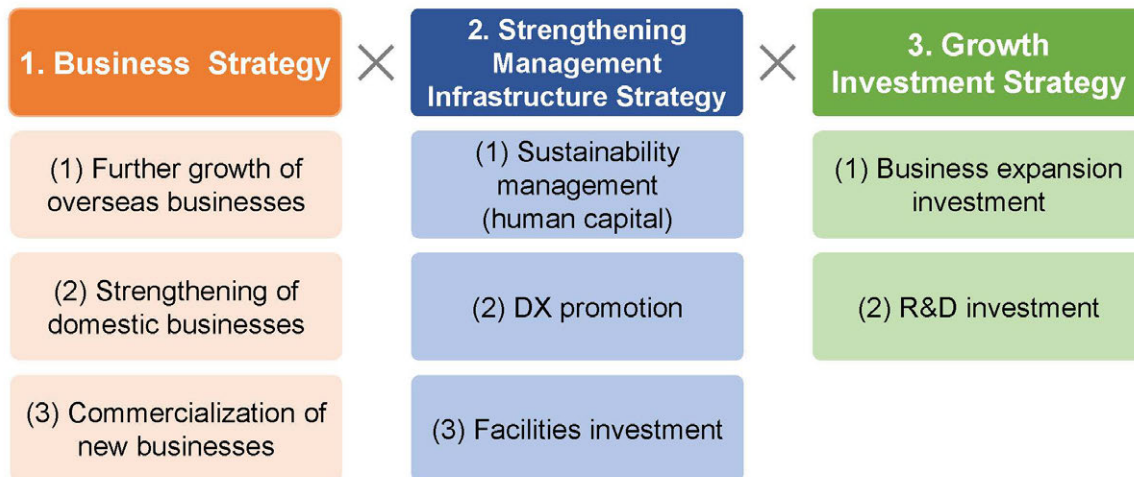 1. Business Strategy
2. Strengthening
Management
Infrastructure Strategy
3. Growth
Investment Strategy
(1) Further growth of
overseas businesses
(2) Strengthening of
domestic businesses
(3) Commercialization of
new businesses
(1) Sustainability
management
(human capital)
(2) DX promotion
(3) Facilities investment
(1) Business expansion
investment
(2) R&D investment